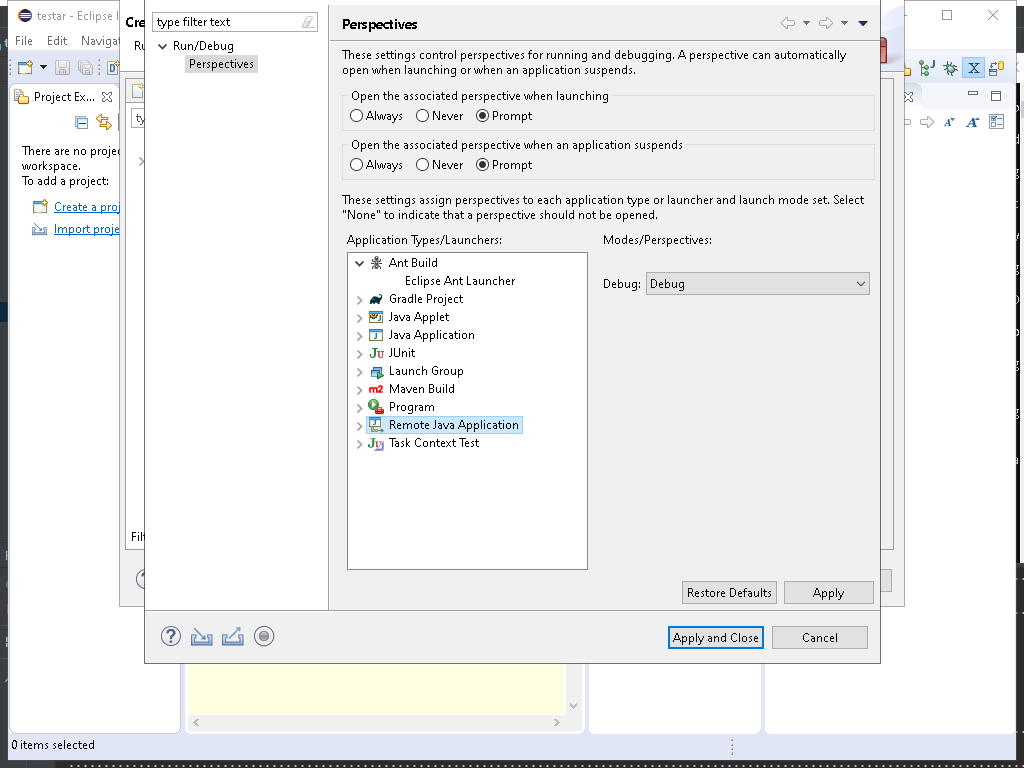 testar - Eclipse I
File Edit Navigat
Project Ex...
There are no proje
workspace.
To add a project:
Create a proj
Import proje
0 items selected
Cre
Ru
ty
Filt
type filter text
Run/Debug
Perspectives
Perspectives
These settings control perspectives for running and debugging. A perspective can automatically
open when launching or when an application suspends.
Open the associated perspective when launching
Always Never Prompt
Open the associated perspective when an application suspends
Always Never Prompt
These settings assign perspectives to each application type or launcher and launch mode set. Select
"None" to indicate that a perspective should not be opened.
Application Types/Launchers:
Modes/Perspectives:
Ant Build
Eclipse Ant Launcher
Gradle Project
Java Applet
Java Application
JUnit
Launch Group
Maven Build
Program
Remote Java Application
Task Context Test
Debug: Debug
Restore Defaults Apply
Apply and Close Cancel